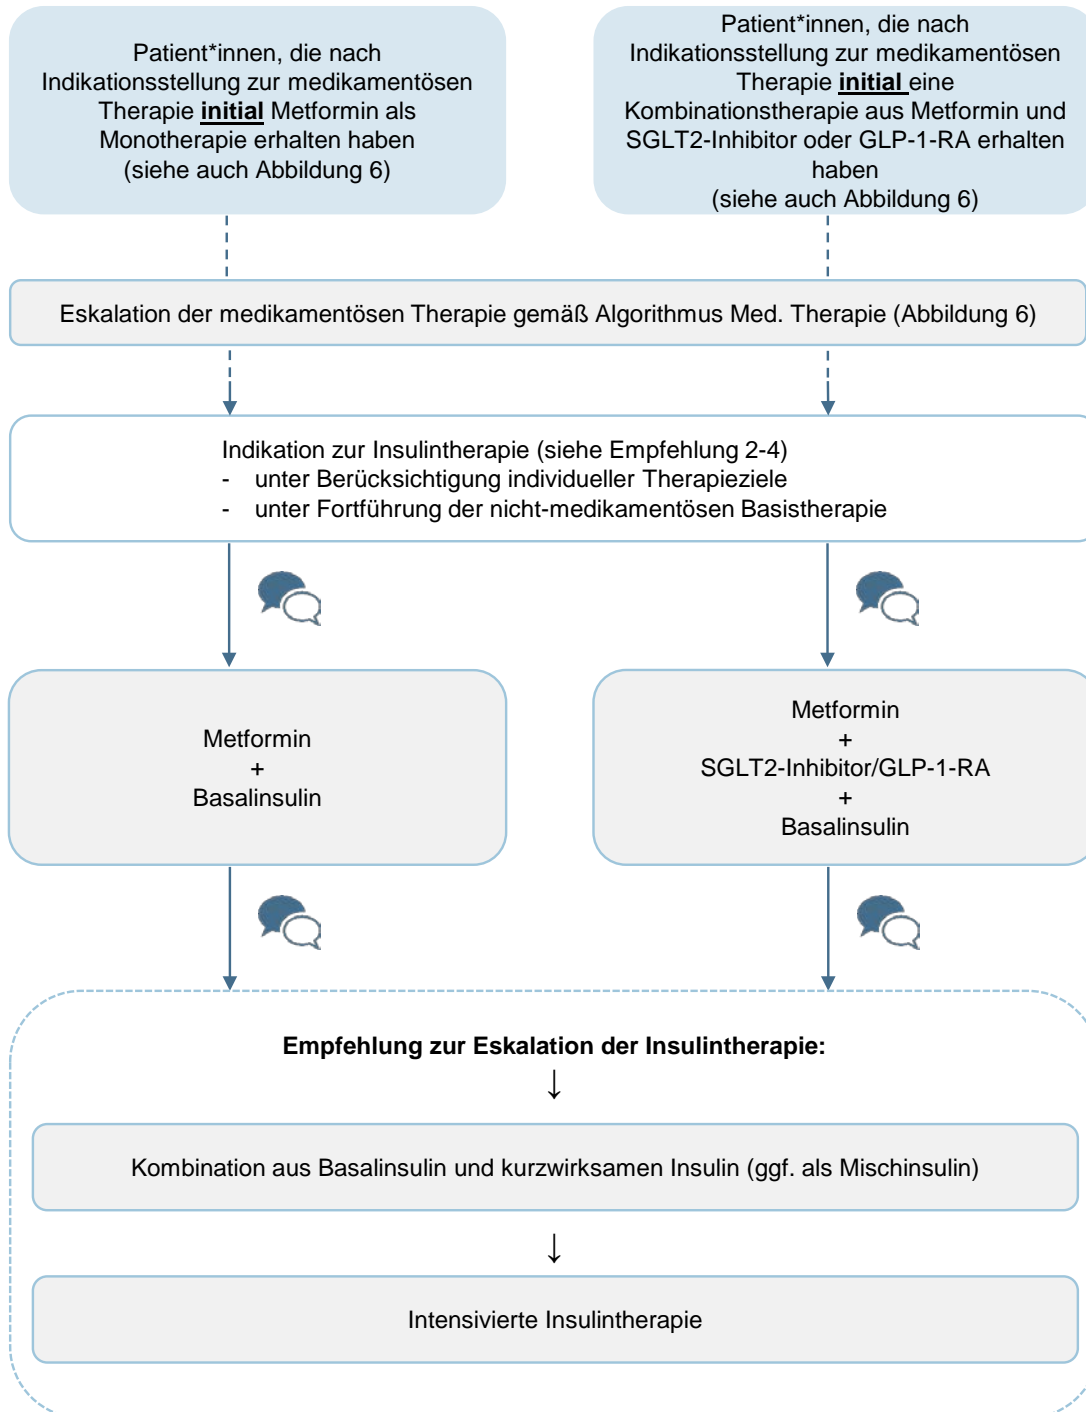 Patient*innen, die nach
Indikationsstellung zur medikamentösen
Therapie initial Metformin als
Monotherapie erhalten haben
(siehe auch Abbildung 6)
Patient*innen, die nach
Indikationsstellung zur medikamentösen
Therapie initial eine
Kombinationstherapie aus Metformin und
SGLT2-Inhibitor oder GLP-1-RA erhalten
haben
(siehe auch Abbildung 6)
Eskalation der medikamentösen Therapie gemäß Algorithmus Med. Therapie (Abbildung 6)
Indikation zur Insulintherapie (siehe Empfehlung 2-4)
- unter Berücksichtigung individueller Therapieziele
- unter Fortführung der nicht-medikamentösen Basistherapie
Metformin
+
Basalinsulin
Metformin
+
SGLT2-Inhibitor/GLP-1-RA
+
Basalinsulin
Empfehlung zur Eskalation der Insulintherapie:
↓
Kombination aus Basalinsulin und kurzwirksamen Insulin (ggf. als Mischinsulin)
↓
Intensivierte Insulintherapie